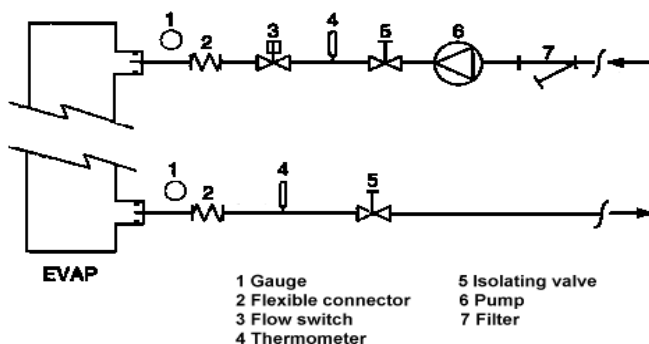 1
2
3
4
5
6
7
1
2
4
5
EVAP
1 Gauge
2 Flexible connector
3 Flow switch
4 Thermometer
5 Isolating valve
6 Pump
7 Filter